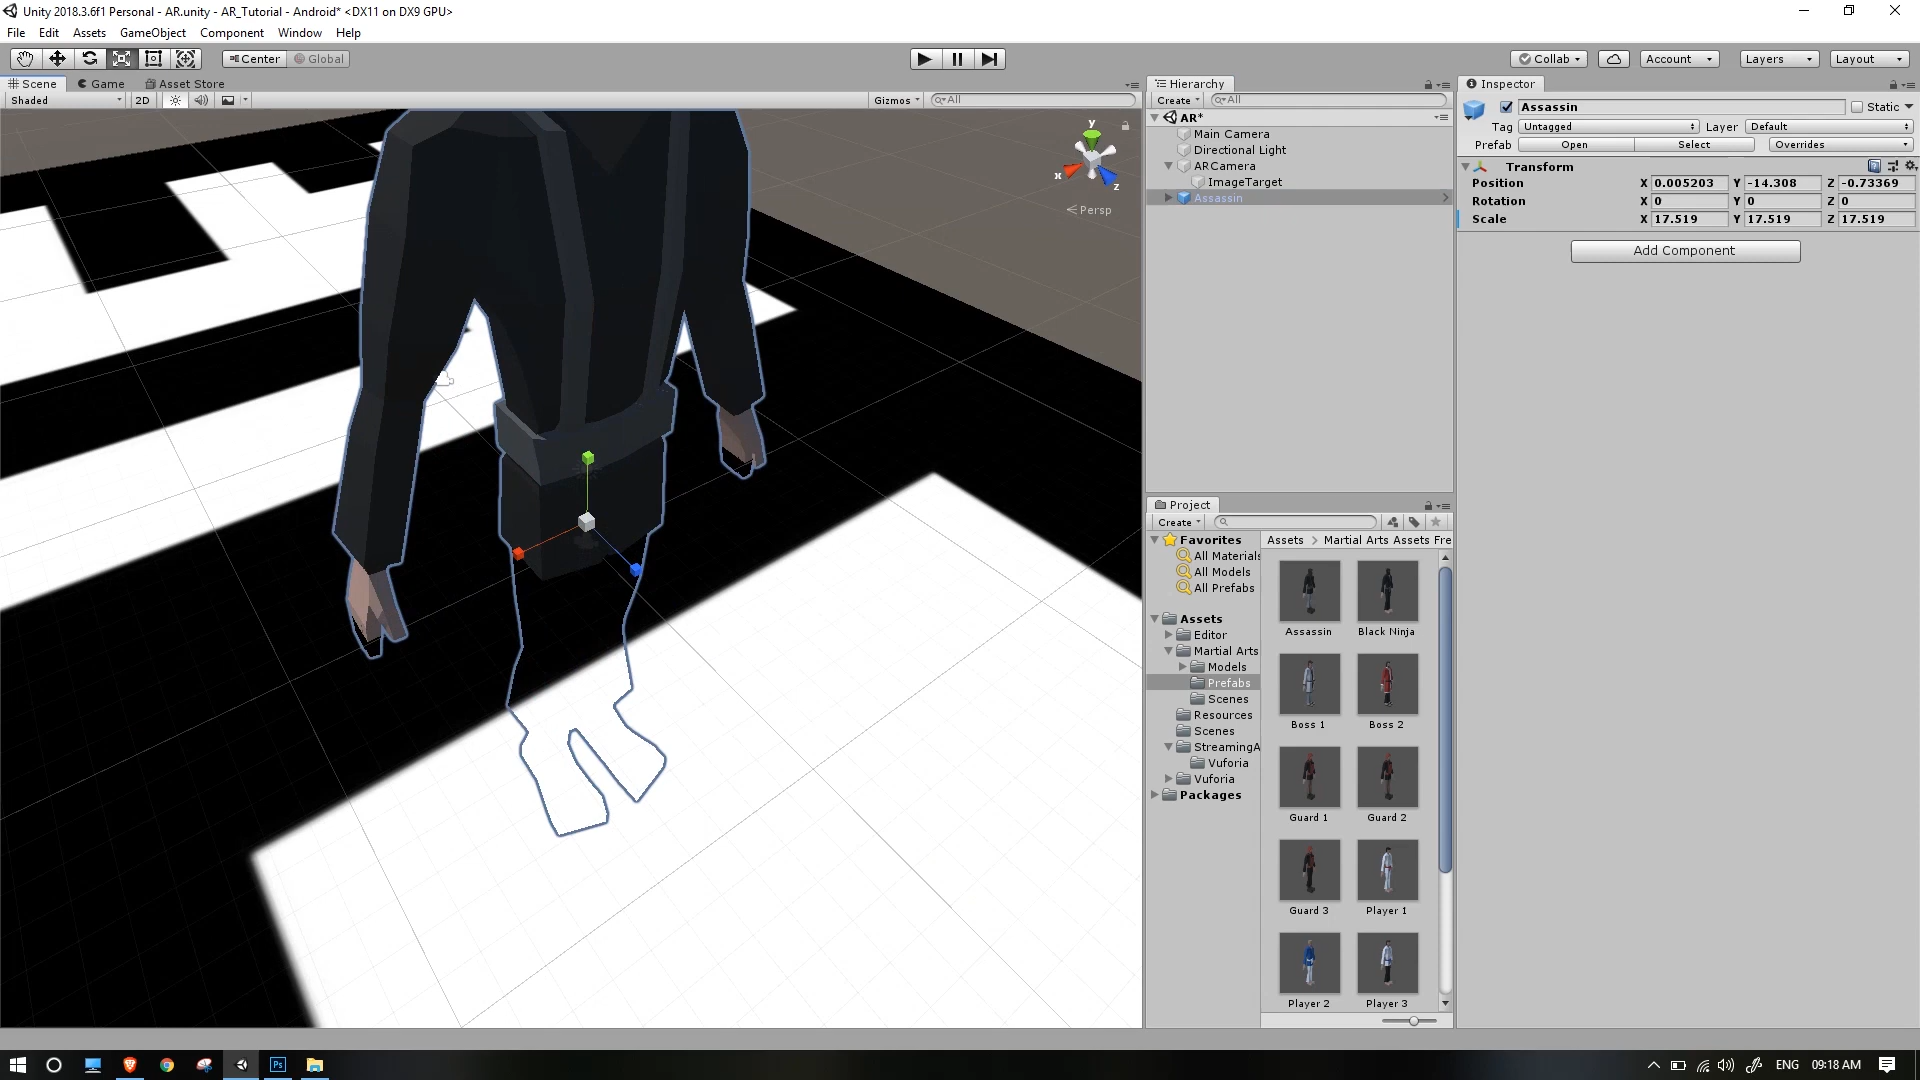 Unity 2018.3.6f1 Personal - AR.unity - AR_Tutorial - Android* <DX11 on DX9 GPU>
File Edit Assets GameObject Component Window Help
Center Global Collab Account Layers Layout
Scene Game Asset Store
Shaded 2D Gizmos All
y
x
z
Persp
Hierarchy
Create All
AR*
Main Camera
Directional Light
ARCamera
ImageTarget
Assassin
Project
Create
Favorites
All Materials
All Models
All Prefabs
Assets
Editor
Martial Arts
Models
Prefabs
Scenes
Resources
Scenes
StreamingA
Vuforia
Vuforia
Packages
Assets > Martial Arts Assets Fre
Assassin Black Ninja
Boss 1 Boss 2
Guard 1 Guard 2
Guard 3 Player 1
Player 2 Player 3
Inspector
Assassin Static
Tag Untagged Layer Default
Prefab Open Select Overrides
Transform
Position X 0.005203 Y -14.308 Z -0.73369
Rotation X 0 Y 0 Z 0
Scale X 17.519 Y 17.519 Z 17.519
Add Component
Ps
ENG 09:18 AM